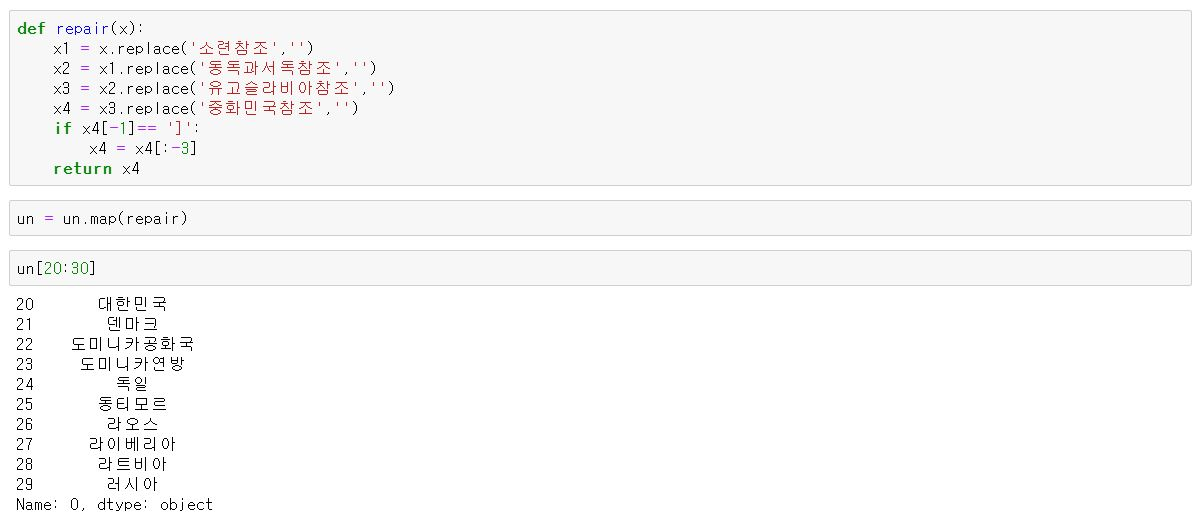 def repair(x):
    x1 = x.replace('소련참조','')
    x2 = x1.replace('동독과서독참조','')
    x3 = x2.replace('유고슬라비아참조','')
    x4 = x3.replace('중화민국참조','')
    if x4[-1]== ']':
        x4 = x4[:-3]
    return x4
un = un.map(repair)
un[20:30]
20 대한민국
21 덴마크
22 도미니카공화국
23 도미니카연방
24 독일
25 동티모르
26 라오스
27 라이베리아
28 라트비아
29 러시아
Name: 0, dtype: object